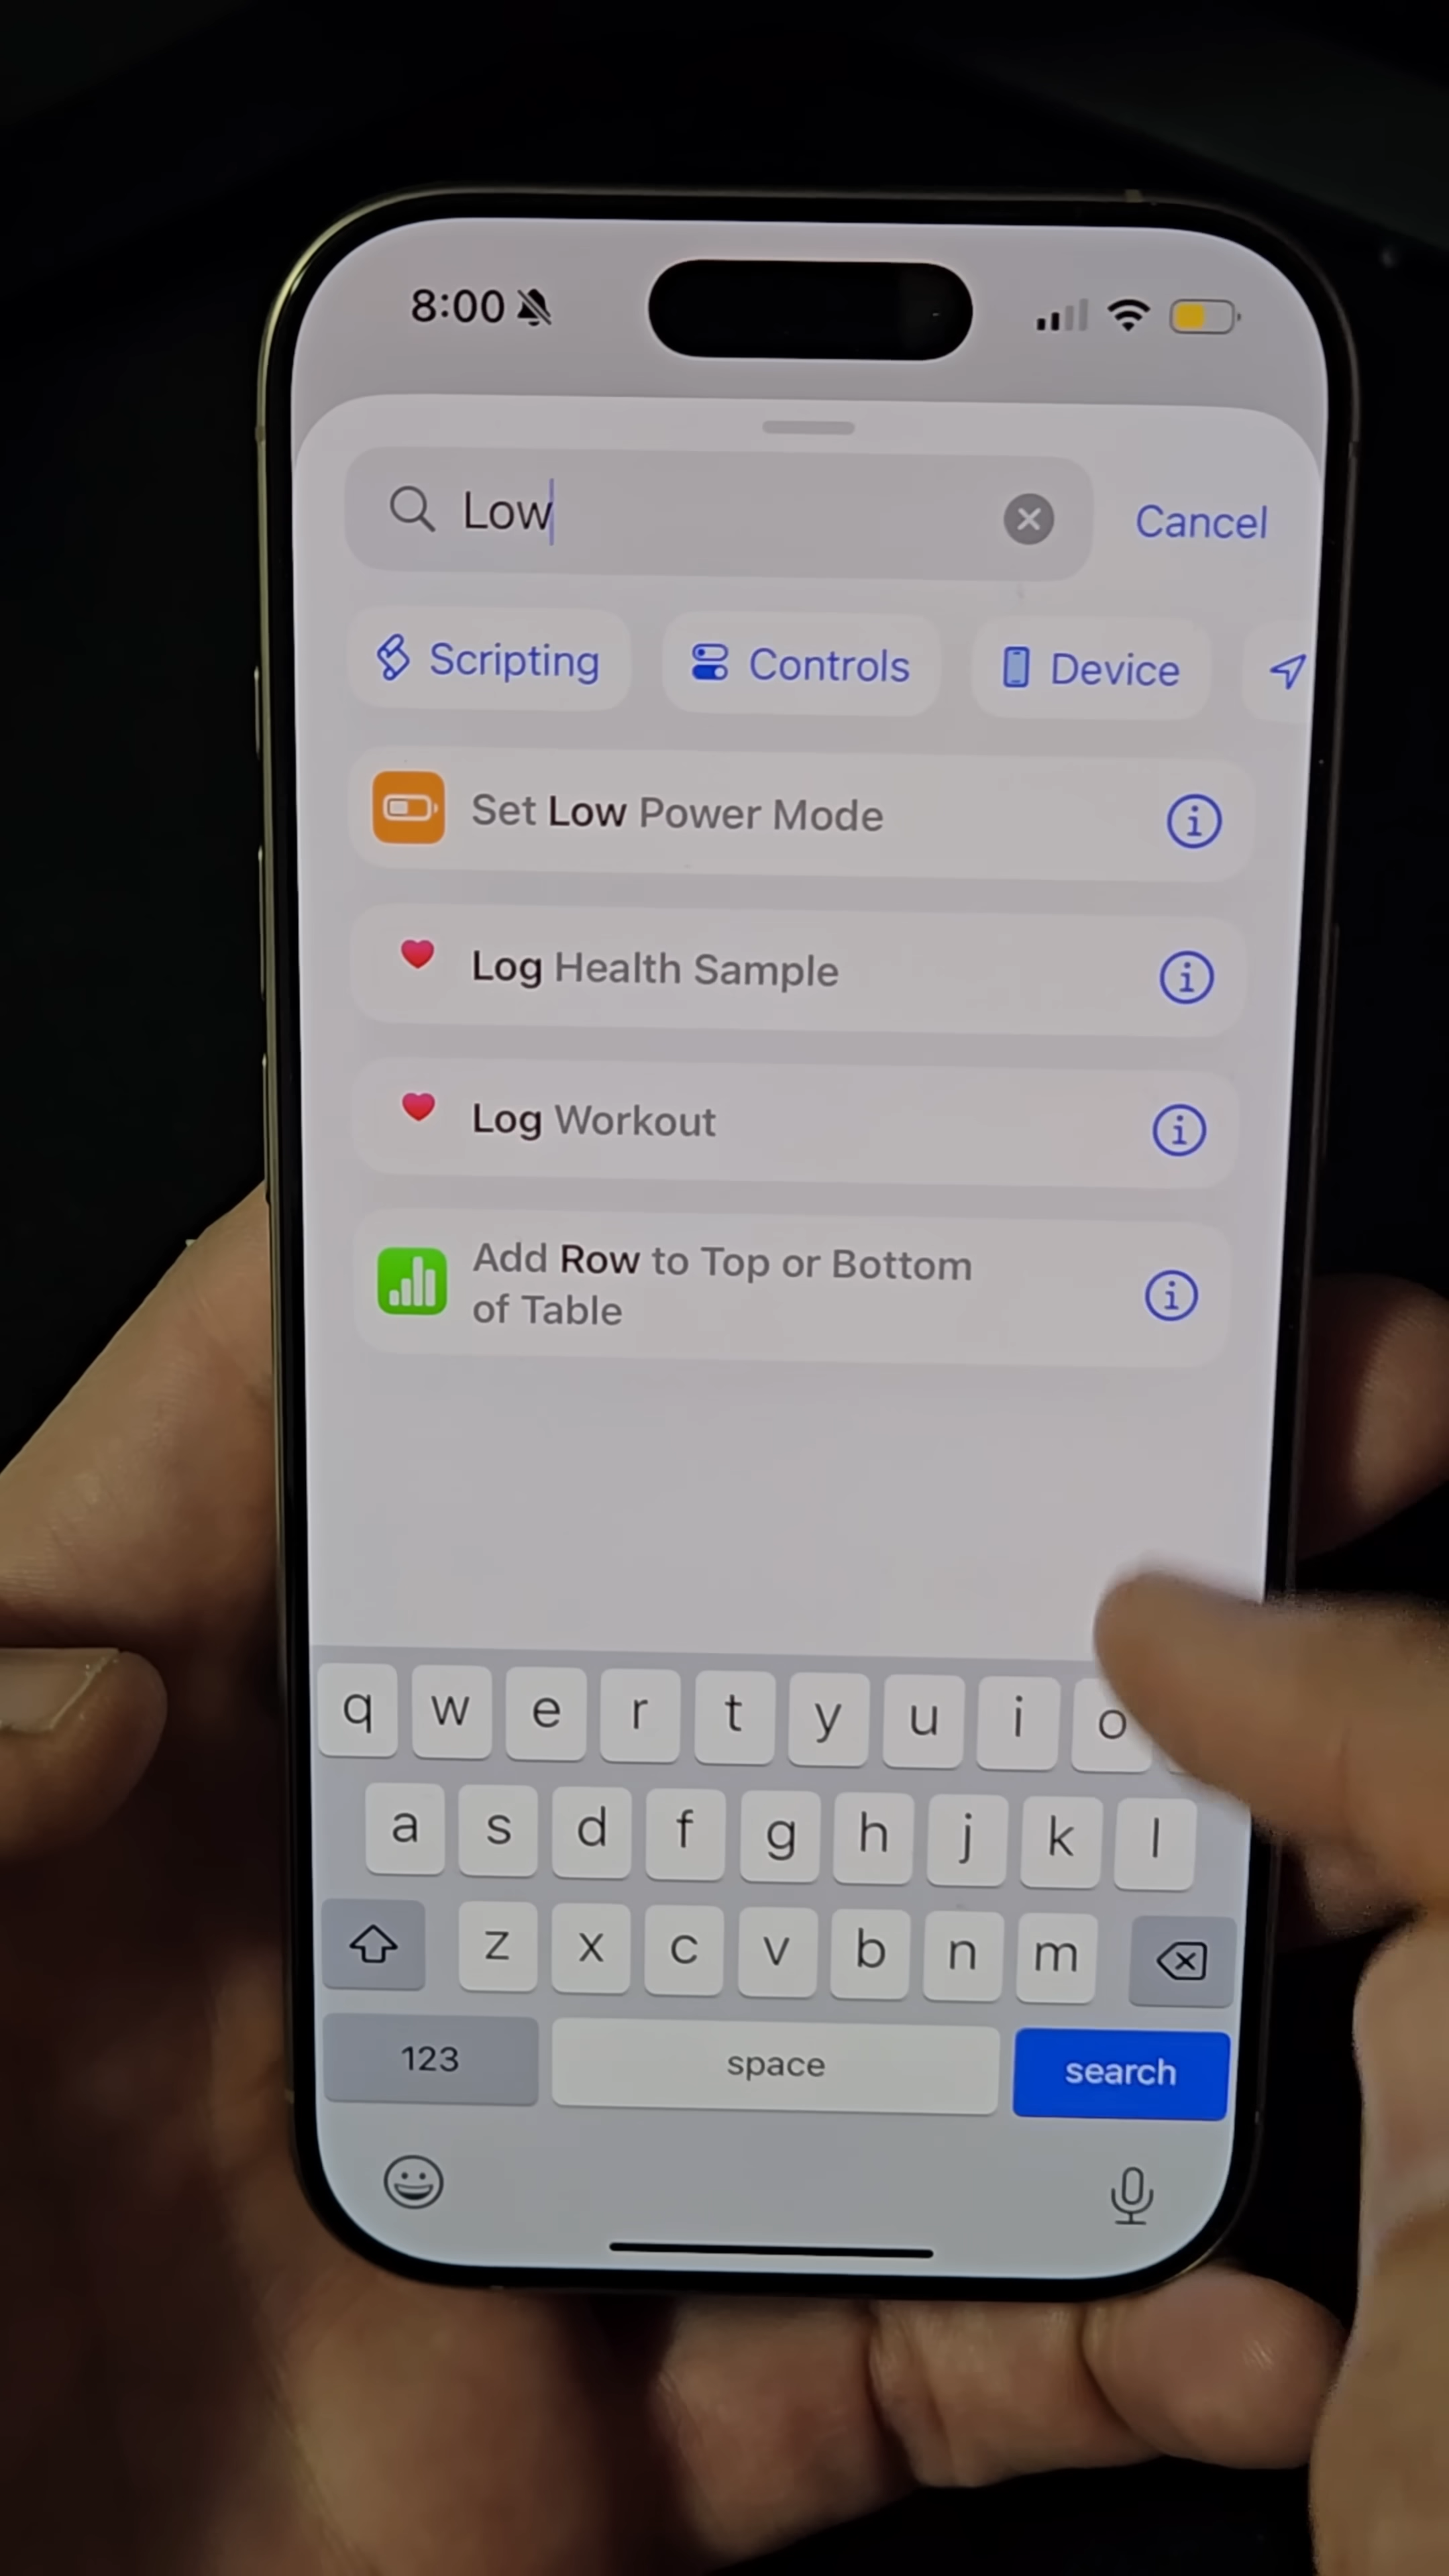 8:00
Low
Cancel
Scripting
Controls
Device
Set Low Power Mode
Log Health Sample
Log Workout
Add Row to Top or Bottom
of Table
q w e r t y u i o
a s d f g h j k l
z x c v b n m
123
space
search